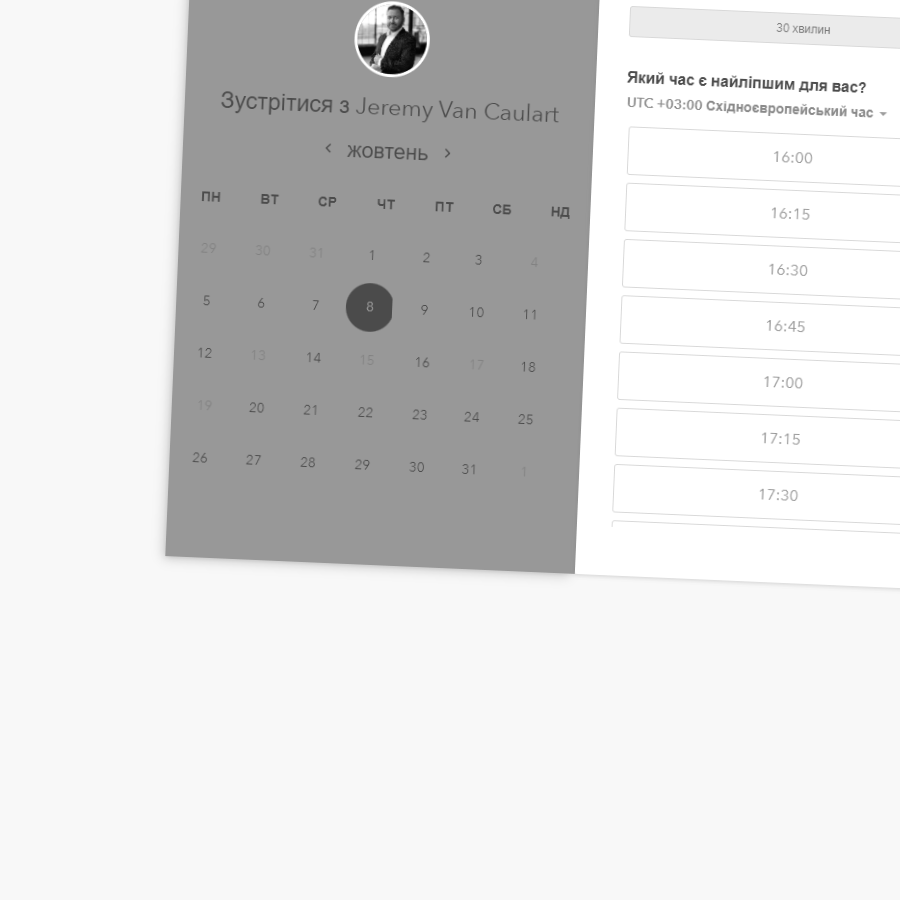 Зустрітися з Jeremy Van Caulart
жовтень
ПН ВТ СР ЧТ ПТ СБ НД
29 30 31 1 2 3 4
5 6 7 8 9 10 11
12 13 14 15 16 17 18
19 20 21 22 23 24 25
26 27 28 29 30 31 1
30 хвилин
Який час є найліпшим для вас?
UTC +03:00 Східноєвропейський час
16:00
16:15
16:30
16:45
17:00
17:15
17:30